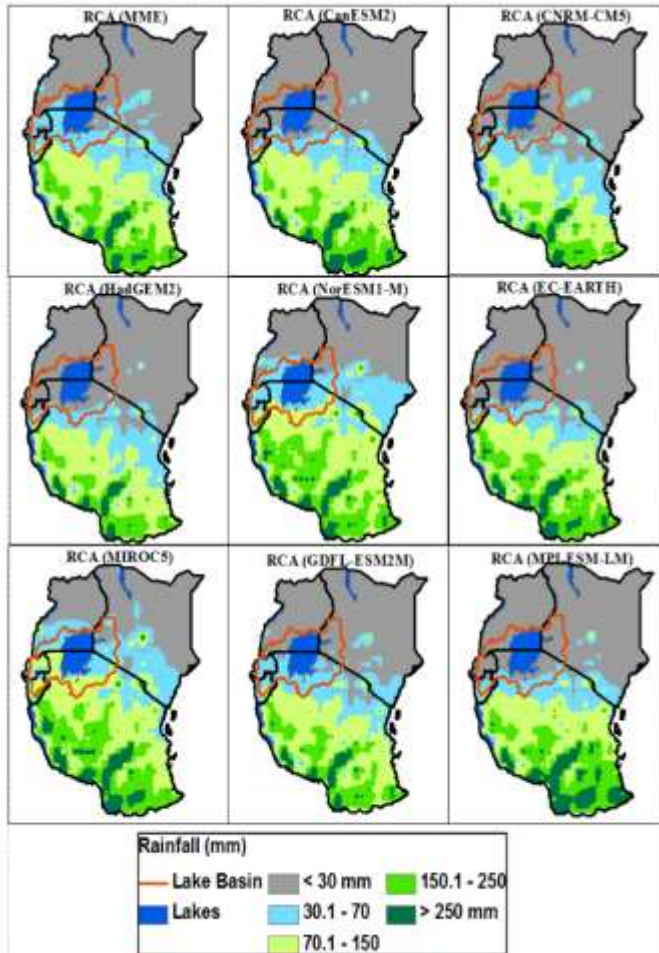 RCA (MME)
RCA (CanESM2)
RCA (CNRM-CM5)
RCA (HadGEM2)
RCA (NorESM1-M)
RCA (EC-EARTH)
RCA (MIROC5)
RCA (GDFL-ESM2M)
RCA (MPI-ESM-LM)
Rainfall (mm)
Lake Basin < 30 mm 150.1 - 250
Lakes 30.1 - 70 > 250 mm
70.1 - 150